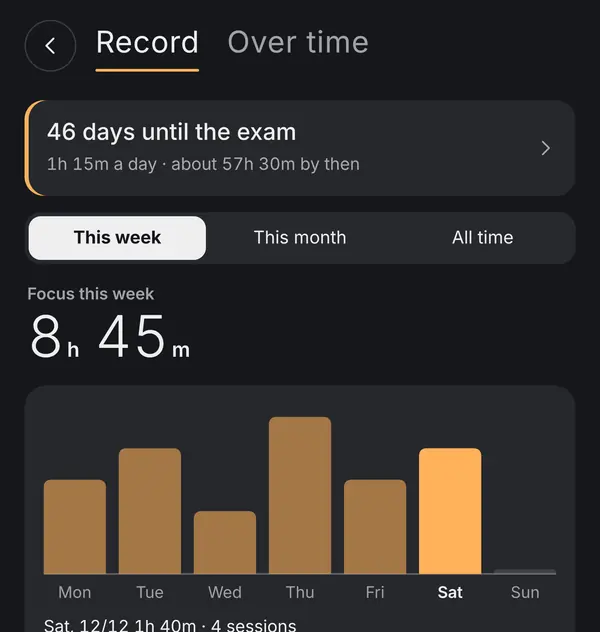 Record Over time
46 days until the exam
1h 15m a day · about 57h 30m by then
This week This month All time
Focus this week
8h 45m
Mon Tue Wed Thu Fri Sat Sun
Sat, 12/12 1h 40m · 4 sessions